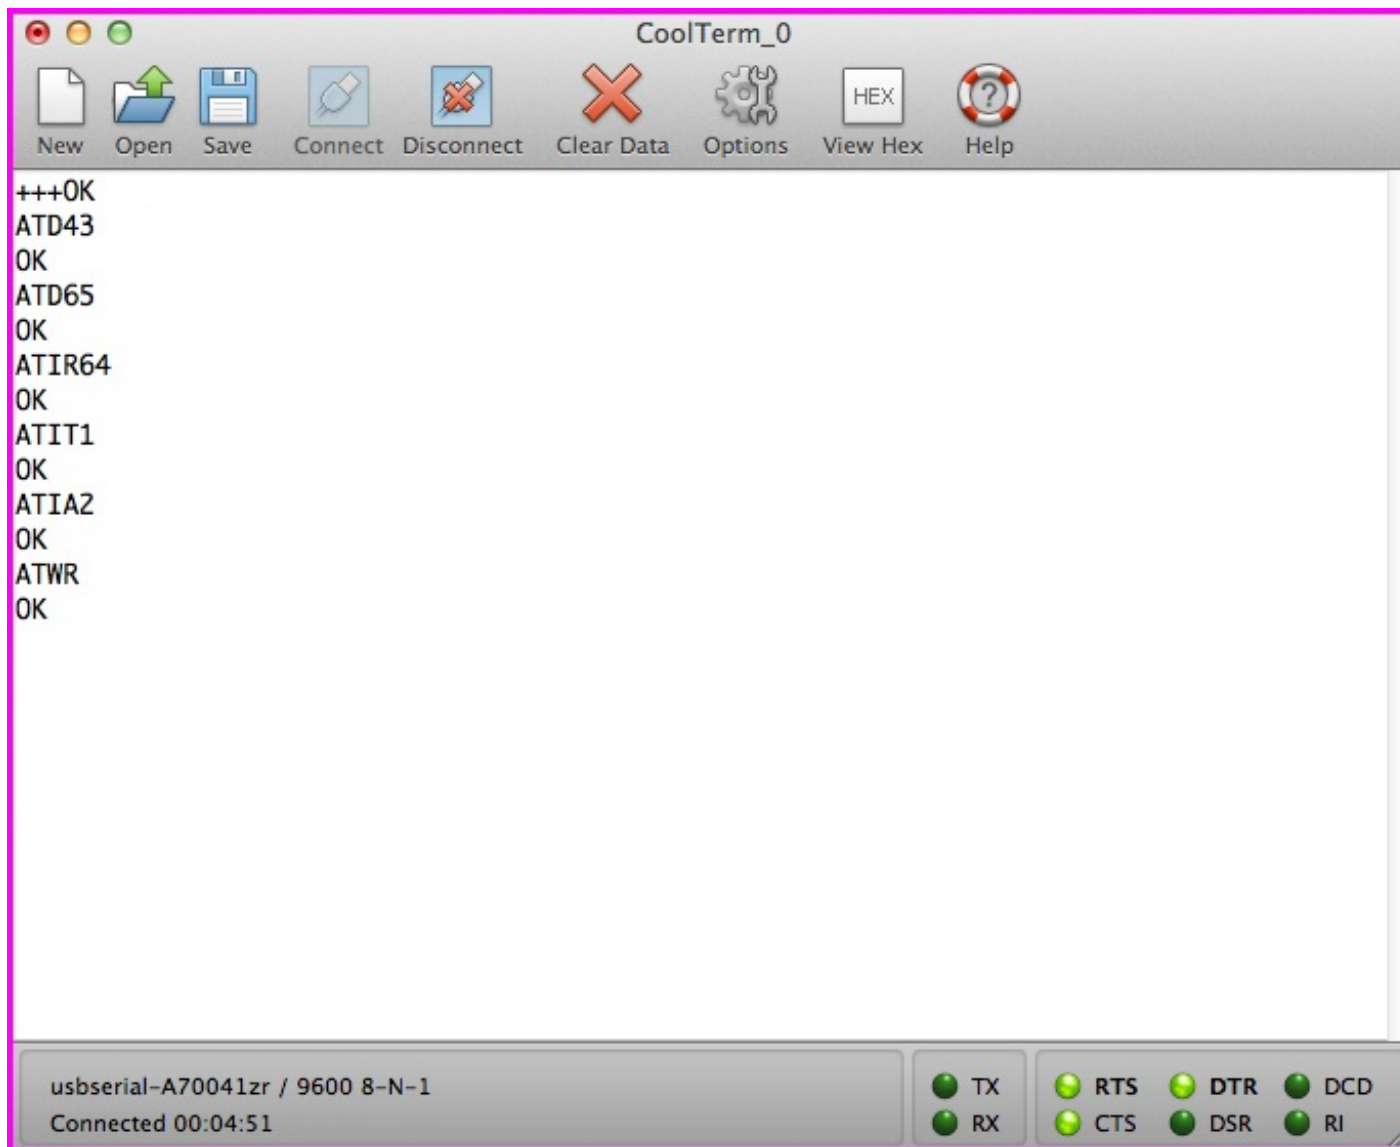 CoolTerm_0
New Open Save Connect Disconnect Clear Data Options HEX View Hex ? Help
+++OK
ATD43
OK
ATD65
OK
ATIR64
OK
ATIT1
OK
ATIA2
OK
ATWR
OK
usbserial-A70041zr / 9600 8-N-1
Connected 00:04:51
TX RTS DTR DCD
RX CTS DSR RI